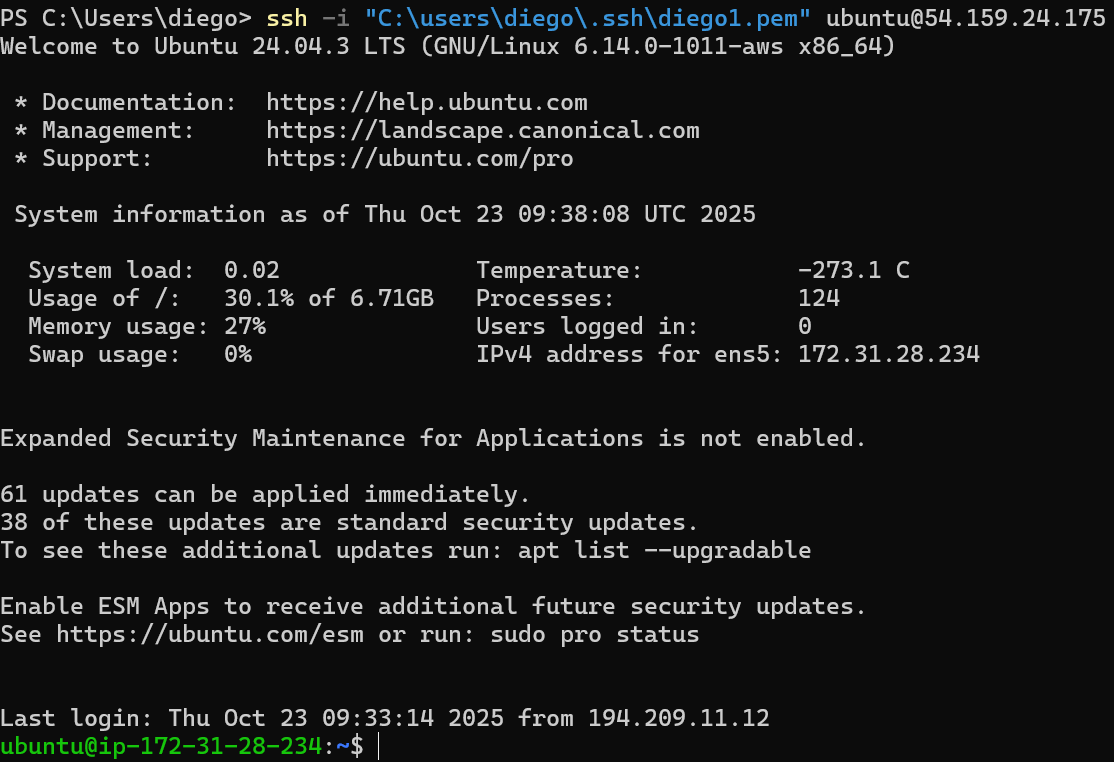 PS C:\Users\diego> ssh -i "C:\users\diego\.ssh\diego1.pem" ubuntu@54.159.24.175
Welcome to Ubuntu 24.04.3 LTS (GNU/Linux 6.14.0-1011-aws x86_64)
* Documentation:  https://help.ubuntu.com
* Management:     https://landscape.canonical.com
* Support:        https://ubuntu.com/pro
System information as of Thu Oct 23 09:38:08 UTC 2025
System load:  0.02              Temperature:           -273.1 C
Usage of /:   30.1% of 6.71GB   Processes:             124
Memory usage: 27%               Users logged in:       0
Swap usage:   0%                IPv4 address for ens5: 172.31.28.234
Expanded Security Maintenance for Applications is not enabled.
61 updates can be applied immediately.
38 of these updates are standard security updates.
To see these additional updates run: apt list --upgradable
Enable ESM Apps to receive additional future security updates.
See https://ubuntu.com/esm or run: sudo pro status
Last login: Thu Oct 23 09:33:14 2025 from 194.209.11.12
ubuntu@ip-172-31-28-234:~$